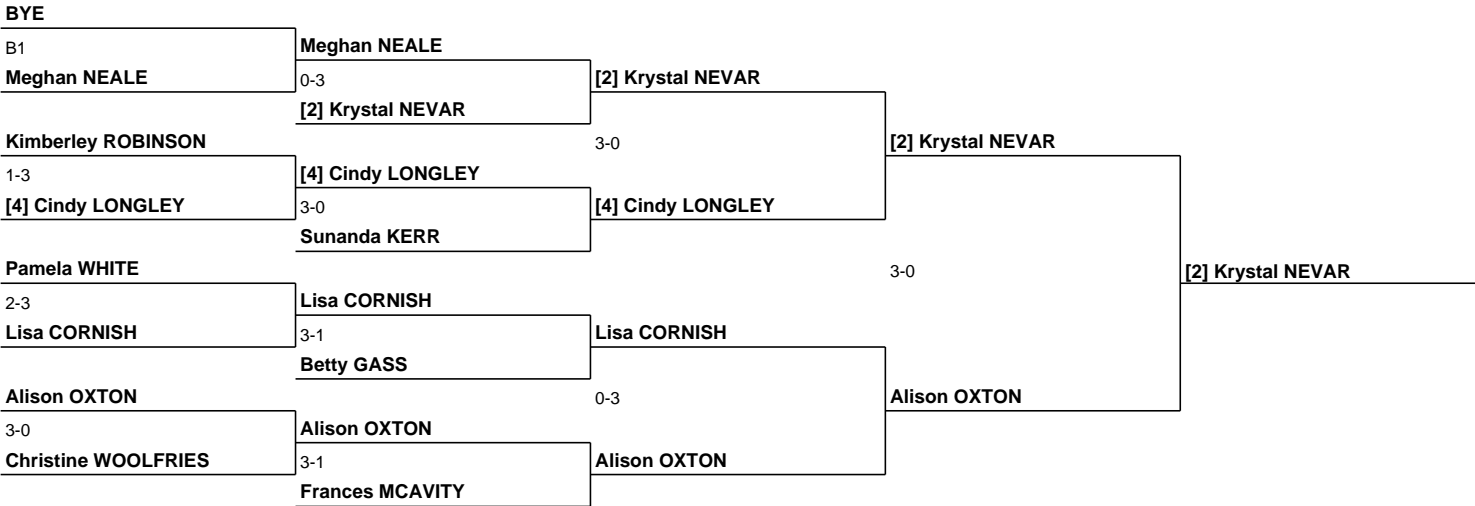 BYE
B1
Meghan NEALE
Meghan NEALE
0-3
[2] Krystal NEVAR
[2] Krystal NEVAR
Kimberley ROBINSON
3-0
[2] Krystal NEVAR
1-3
[4] Cindy LONGLEY
[4] Cindy LONGLEY
3-0
[4] Cindy LONGLEY
Sunanda KERR
Pamela WHITE
3-0
[2] Krystal NEVAR
2-3
Lisa CORNISH
Lisa CORNISH
3-1
Lisa CORNISH
Betty GASS
Alison OXTON
0-3
Alison OXTON
3-0
Alison OXTON
Christine WOOLFRIES
3-1
Alison OXTON
Frances MCAVITY